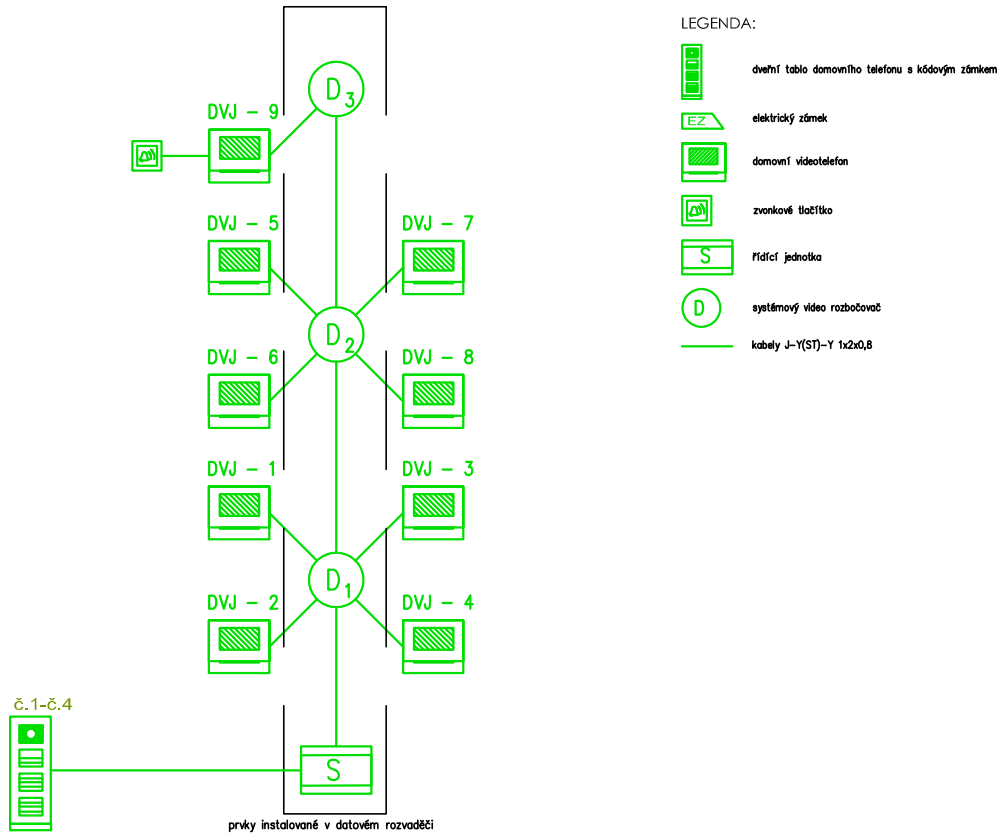 LEGENDA:
dveřní tablo domovního telefonu s kódovým zámkem
EZ
elektrický zámek
domovní videotelefon
zvonkové tlačítko
S
řídící jednotka
D
systémový video rozbočovač
kabely J-Y(ST)-Y 1x2x0,8
D3
DVJ - 9
DVJ - 5
DVJ - 7
D2
DVJ - 6
DVJ - 8
DVJ - 1
DVJ - 3
D1
DVJ - 2
DVJ - 4
č.1-č.4
S
prvky instalované v datovém rozvaděči